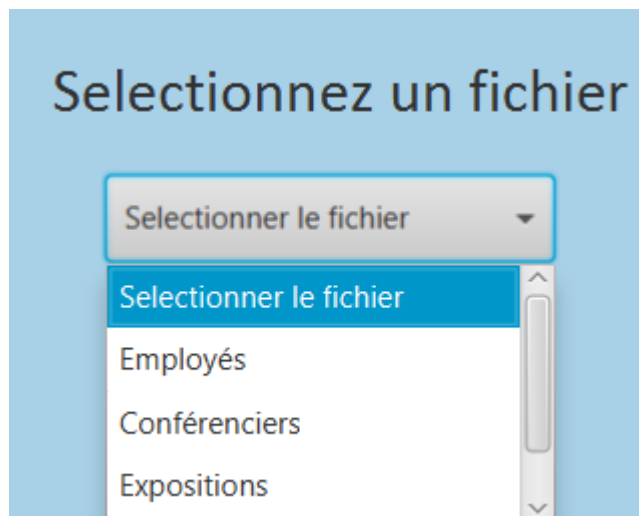 Selectionnez un fichier
Selectionner le fichier
Selectionner le fichier
Employés
Conférenciers
Expositions